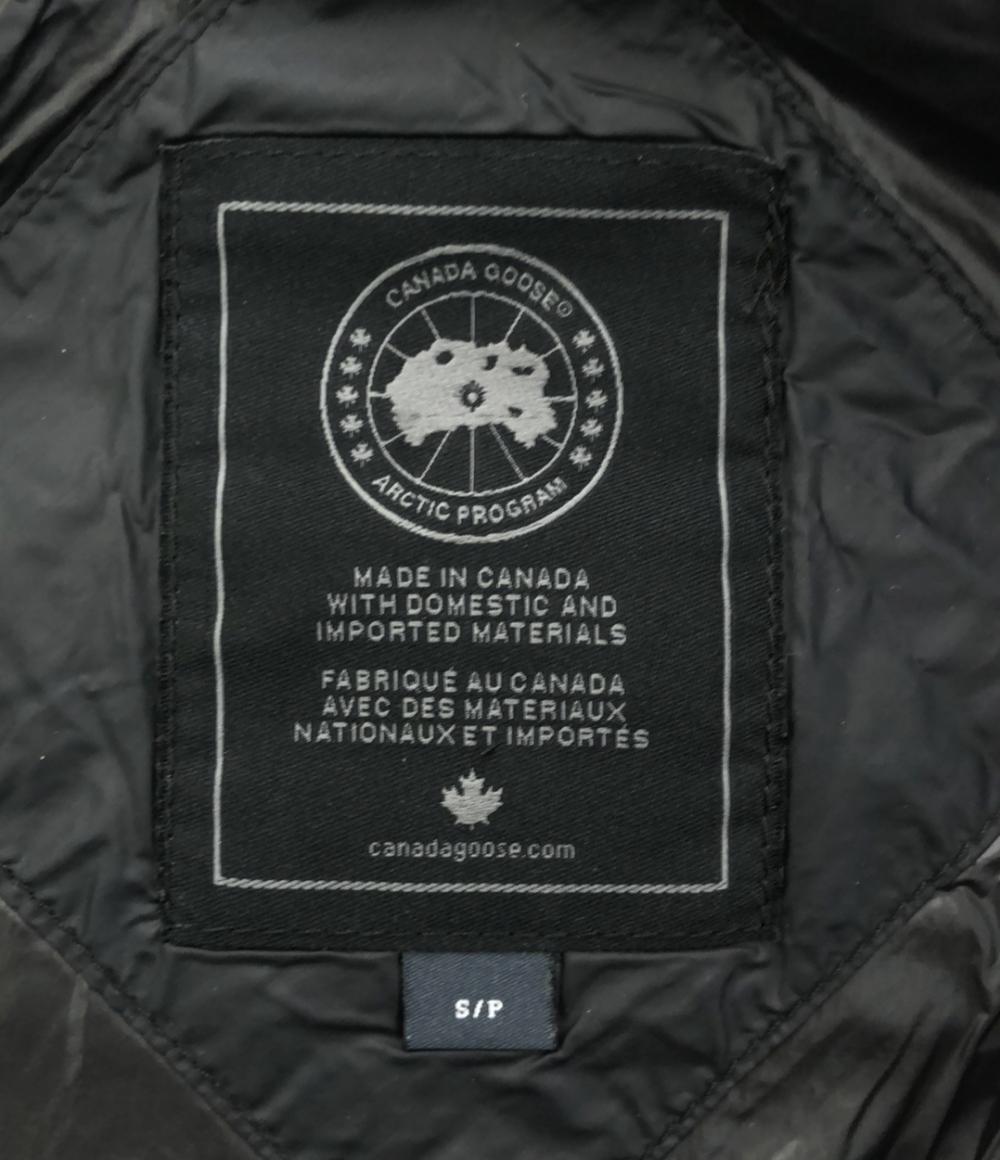 CANADA GOOSE®
ARCTIC PROGRAM
MADE IN CANADA
WITH DOMESTIC AND
IMPORTED MATERIALS
FABRIQUÉ AU CANADA
AVEC DES MATERIAUX
NATIONAUX ET IMPORTÉS
canadagoose.com
S/P